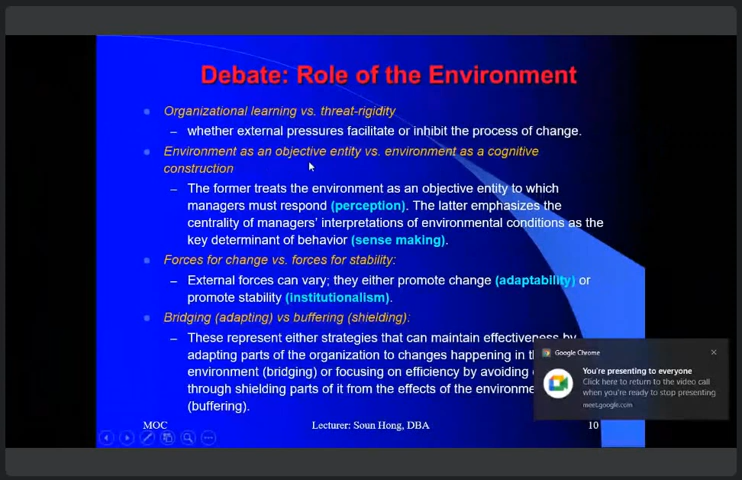 Debate: Role of the Environment
Organizational learning vs. threat-rigidity
– whether external pressures facilitate or inhibit the process of change.
Environment as an objective entity vs. environment as a cognitive
construction
– The former treats the environment as an objective entity to which
managers must respond (perception). The latter emphasizes the
centrality of managers' interpretations of environmental conditions as the
key determinant of behavior (sense making).
Forces for change vs. forces for stability:
– External forces can vary; they either promote change (adaptability) or
promote stability (institutionalism).
Bridging (adapting) vs buffering (shielding):
– These represent either strategies that can maintain effectiveness by
adapting parts of the organization to changes happening in
environment (bridging) or focusing on efficiency by avoiding
through shielding parts of it from the effects of the
(buffering).
Google Chrome
You're presenting to everyone
Click here to return to the video call
when you're ready to stop presenting
meet.google.com
MOC
Lecturer: Soun Hong, DBA
10